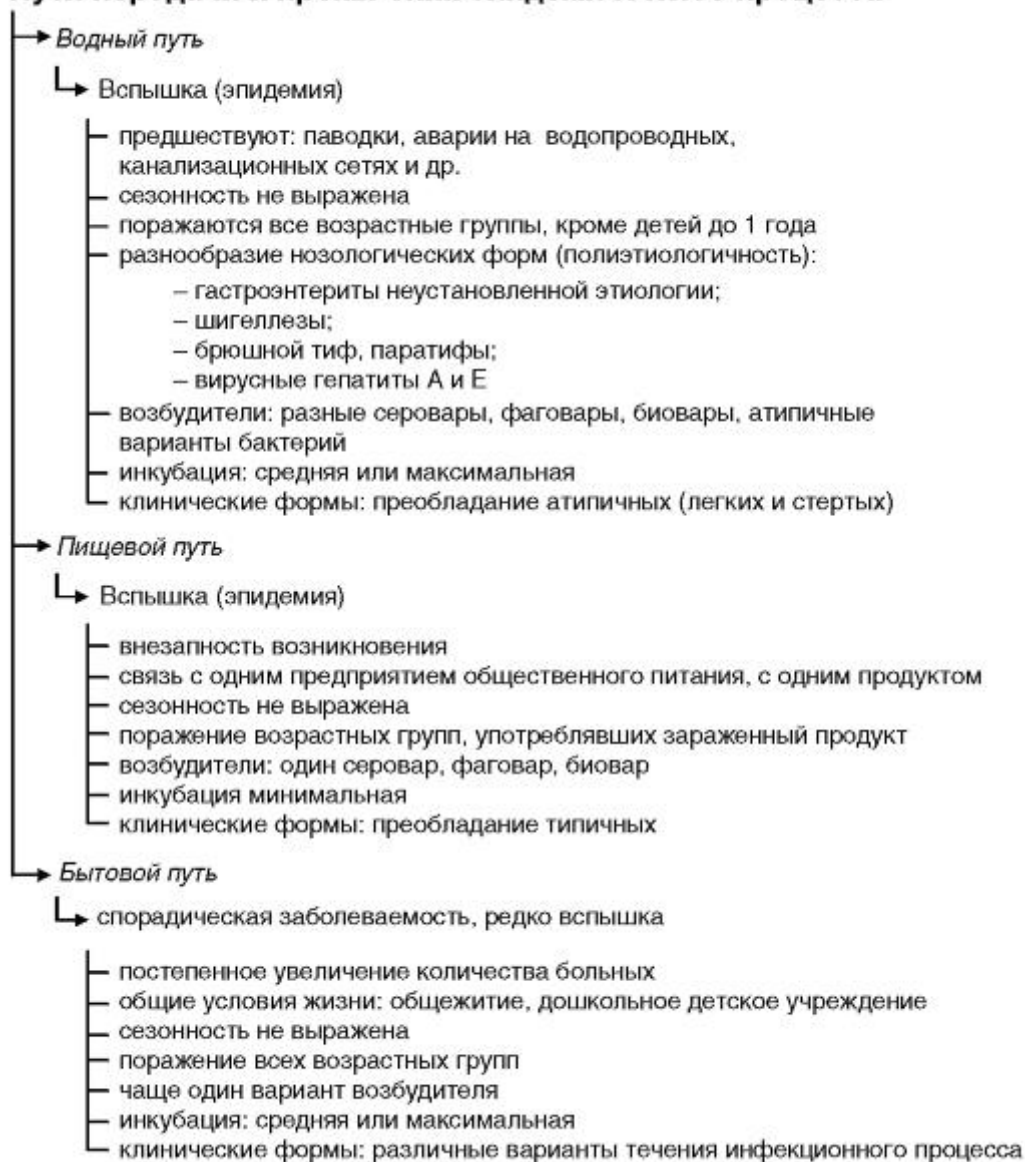 Водный путь
Вспышка (эпидемия)
предшествуют: паводки, аварии на водопроводных,
канализационных сетях и др.
сезонность не выражена
поражаются все возрастные группы, кроме детей до 1 года
разнообразие нозологических форм (полиэтиологичность):
– гастроэнтериты неустановленной этиологии;
– шигеллезы;
– брюшной тиф, паратифы;
– вирусные гепатиты А и Е
возбудители: разные серовары, фаговары, биовары, атипичные
варианты бактерий
инкубация: средняя или максимальная
клинические формы: преобладание атипичных (легких и стертых)
Пищевой путь
Вспышка (эпидемия)
внезапность возникновения
связь с одним предприятием общественного питания, с одним продуктом
сезонность не выражена
поражение возрастных групп, употреблявших зараженный продукт
возбудители: один серовар, фаговар, биовар
инкубация минимальная
клинические формы: преобладание типичных
Бытовой путь
спорадическая заболеваемость, редко вспышка
постепенное увеличение количества больных
общие условия жизни: общежитие, дошкольное детское учреждение
сезонность не выражена
поражение всех возрастных групп
чаще один вариант возбудителя
инкубация: средняя или максимальная
клинические формы: различные варианты течения инфекционного процесса